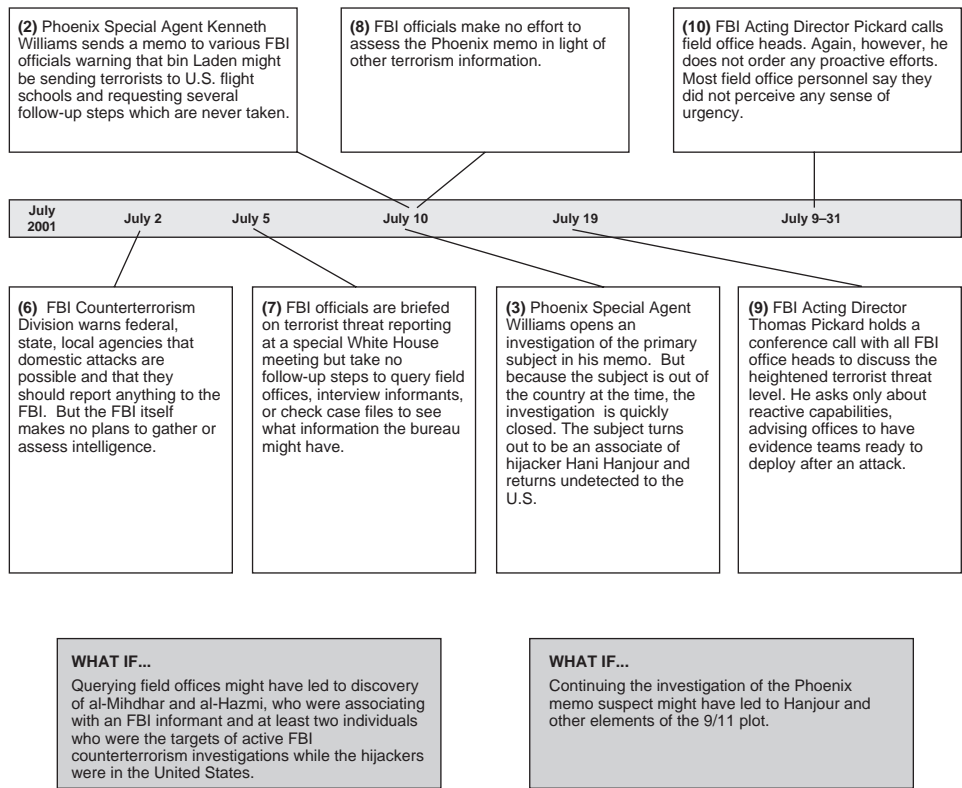 (2) Phoenix Special Agent Kenneth
Williams sends a memo to various FBI
officials warning that bin Laden might
be sending terrorists to U.S. flight
schools and requesting several
follow-up steps which are never taken.
(8) FBI officials make no effort to
assess the Phoenix memo in light of
other terrorism information.
(10) FBI Acting Director Pickard calls
field office heads. Again, however, he
does not order any proactive efforts.
Most field office personnel say they
did not perceive any sense of
urgency.
July
2001
July 2
July 5
July 10
July 19
July 9–31
(6) FBI Counterterrorism
Division warns federal,
state, local agencies that
domestic attacks are
possible and that they
should report anything to the
FBI. But the FBI itself
makes no plans to gather or
assess intelligence.
(7) FBI officials are briefed
on terrorist threat reporting
at a special White House
meeting but take no
follow-up steps to query field
offices, interview informants,
or check case files to see
what information the bureau
might have.
(3) Phoenix Special Agent
Williams opens an
investigation of the primary
subject in his memo. But
because the subject is out of
the country at the time, the
investigation is quickly
closed. The subject turns
out to be an associate of
hijacker Hani Hanjour and
returns undetected to the
U.S.
(9) FBI Acting Director
Thomas Pickard holds a
conference call with all FBI
office heads to discuss the
heightened terrorist threat
level. He asks only about
reactive capabilities,
advising offices to have
evidence teams ready to
deploy after an attack.
WHAT IF...
Querying field offices might have led to discovery
of al-Mihdhar and al-Hazmi, who were associating
with an FBI informant and at least two individuals
who were the targets of active FBI
counterterrorism investigations while the hijackers
were in the United States.
WHAT IF...
Continuing the investigation of the Phoenix
memo suspect might have led to Hanjour and
other elements of the 9/11 plot.